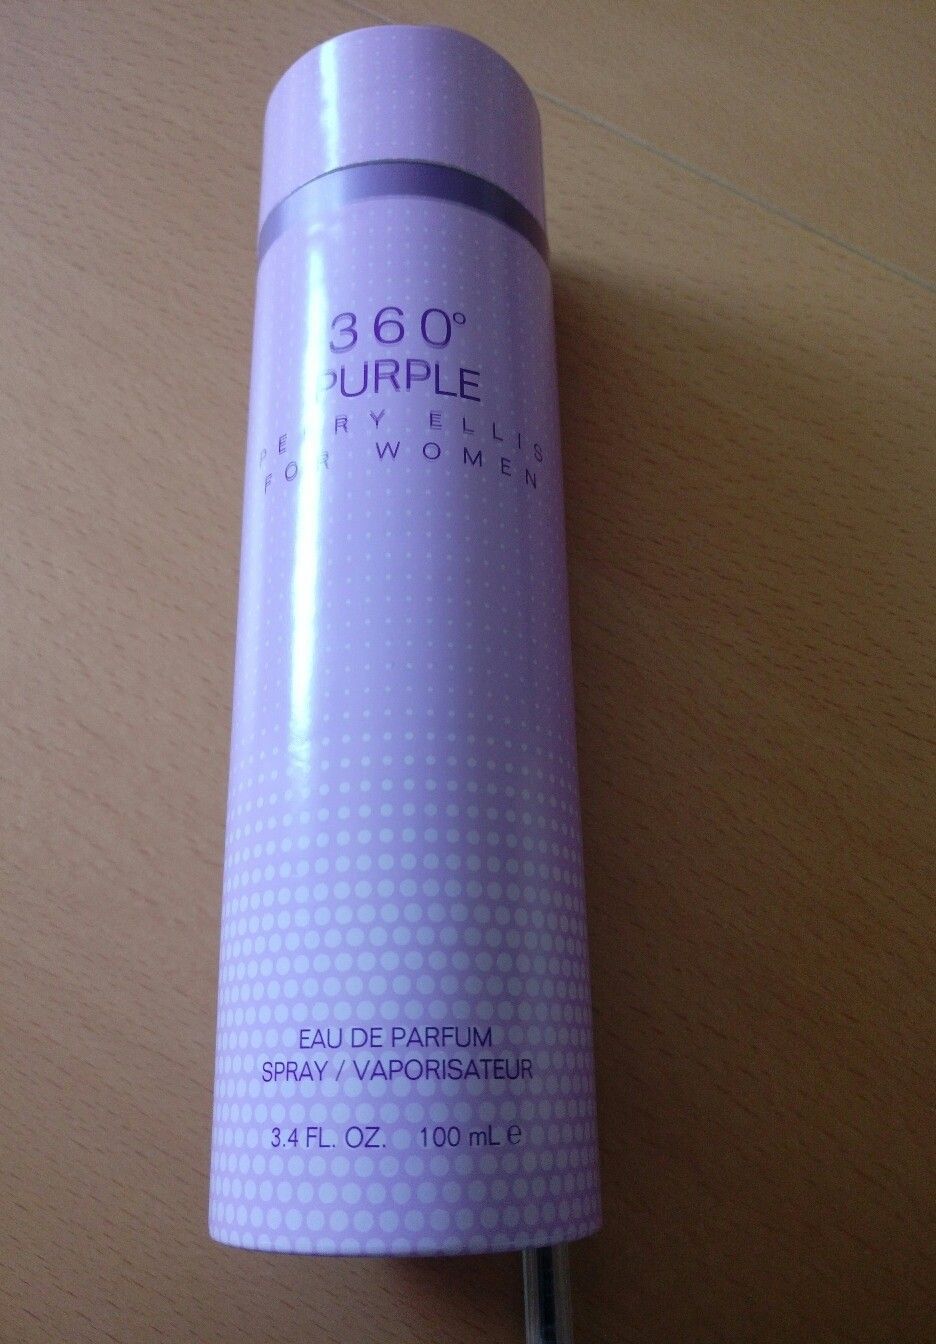 360°
PURPLE
PERRY ELLIS
FOR WOMEN
EAU DE PARFUM
SPRAY / VAPORISATEUR
3.4 FL. OZ. 100 mL ℮